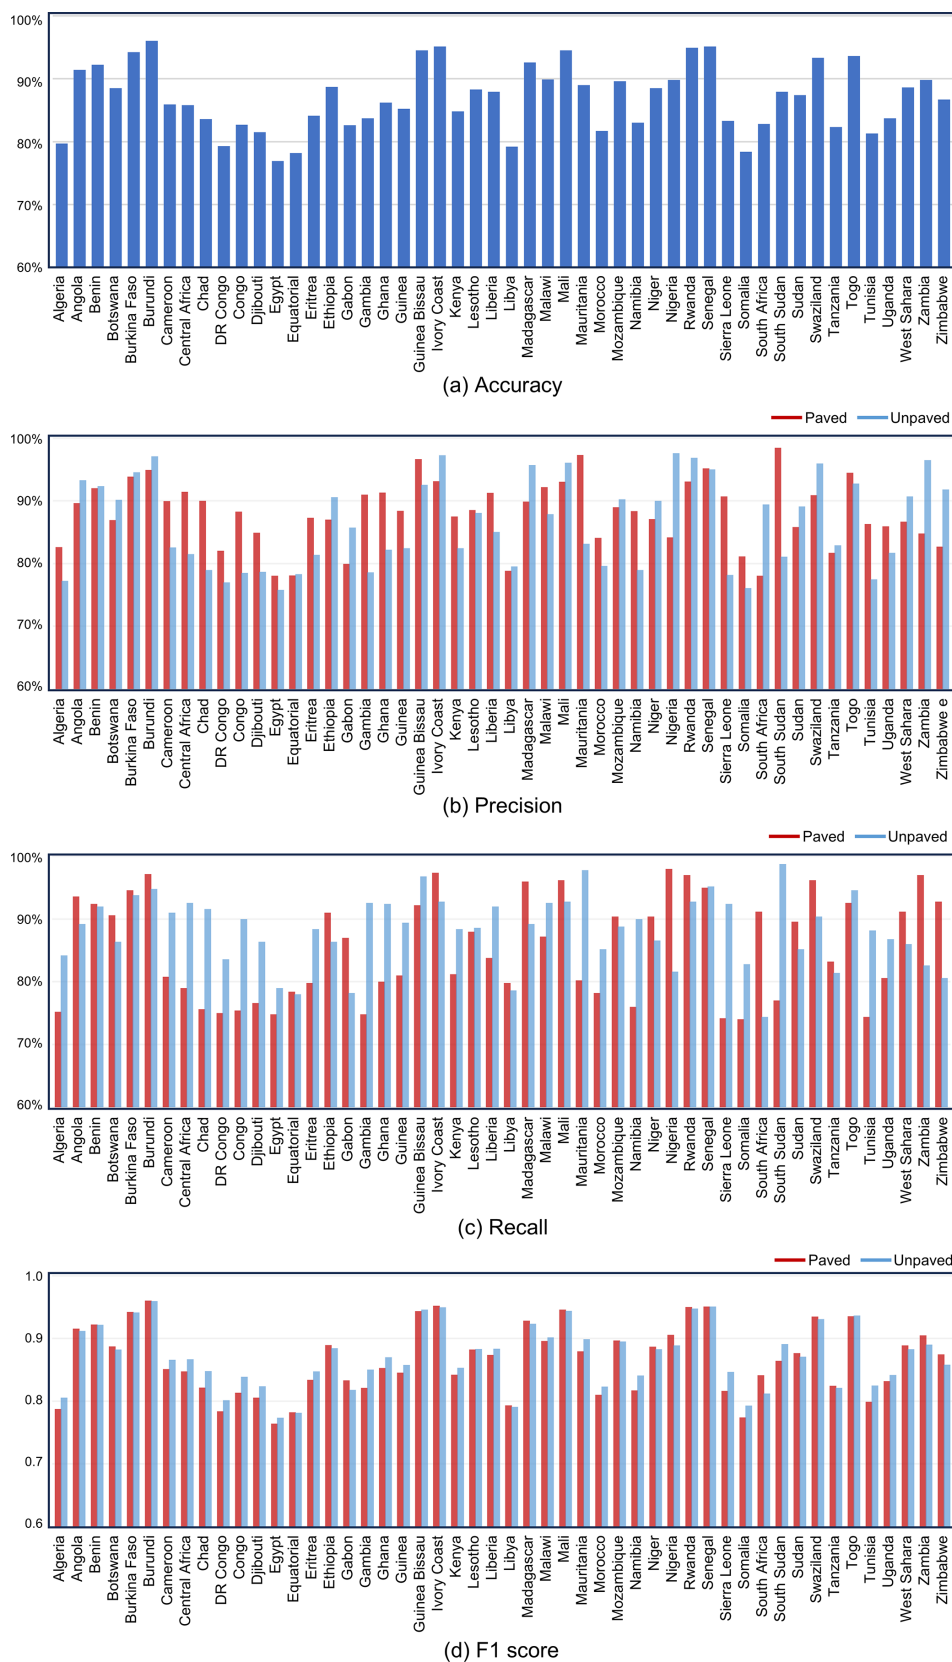 100%
90%
80%
70%
60%
Algeria
Angola
Benin
Botswana
Burkina Faso
Burundi
Cameroon
Central Africa
Chad
DR Congo
Congo
Djibouti
Egypt
Equatorial
Eritrea
Ethiopia
Gabon
Gambia
Ghana
Guinea
Guinea Bissau
Ivory Coast
Kenya
Lesotho
Liberia
Libya
Madagascar
Malawi
Mali
Mauritania
Morocco
Mozambique
Namibia
Niger
Nigeria
Rwanda
Senegal
Sierra Leone
Somalia
South Africa
South Sudan
Sudan
Swaziland
Tanzania
Togo
Tunisia
Uganda
West Sahara
Zambia
Zimbabwe
(a) Accuracy
Paved Unpaved
100%
90%
80%
70%
60%
Algeria
Angola
Benin
Botswana
Burkina Faso
Burundi
Cameroon
Central Africa
Chad
DR Congo
Congo
Djibouti
Egypt
Equatorial
Eritrea
Ethiopia
Gabon
Gambia
Ghana
Guinea
Guinea Bissau
Ivory Coast
Kenya
Lesotho
Liberia
Libya
Madagascar
Malawi
Mali
Mauritania
Morocco
Mozambique
Namibia
Niger
Nigeria
Rwanda
Senegal
Sierra Leone
Somalia
South Africa
South Sudan
Sudan
Swaziland
Tanzania
Togo
Tunisia
Uganda
West Sahara
Zambia
Zimbabwe e
(b) Precision
Paved Unpaved
100%
90%
80%
70%
60%
Algeria
Angola
Benin
Botswana
Burkina Faso
Burundi
Cameroon
Central Africa
Chad
DR Congo
Congo
Djibouti
Egypt
Equatorial
Eritrea
Ethiopia
Gabon
Gambia
Ghana
Guinea
Guinea Bissau
Ivory Coast
Kenya
Lesotho
Liberia
Libya
Madagascar
Malawi
Mali
Mauritania
Morocco
Mozambique
Namibia
Niger
Nigeria
Rwanda
Senegal
Sierra Leone
Somalia
South Africa
South Sudan
Sudan
Swaziland
Tanzania
Togo
Tunisia
Uganda
West Sahara
Zambia
Zimbabwe
(c) Recall
Paved Unpaved
1.0
0.9
0.8
0.7
0.6
Algeria
Angola
Benin
Botswana
Burkina Faso
Burundi
Cameroon
Central Africa
Chad
DR Congo
Congo
Djibouti
Egypt
Equatorial
Eritrea
Ethiopia
Gabon
Gambia
Ghana
Guinea
Guinea Bissau
Ivory Coast
Kenya
Lesotho
Liberia
Libya
Madagascar
Malawi
Mali
Mauritania
Morocco
Mozambique
Namibia
Niger
Nigeria
Rwanda
Senegal
Sierra Leone
Somalia
South Africa
South Sudan
Sudan
Swaziland
Tanzania
Togo
Tunisia
Uganda
West Sahara
Zambia
Zimbabwe
(d) F1 score